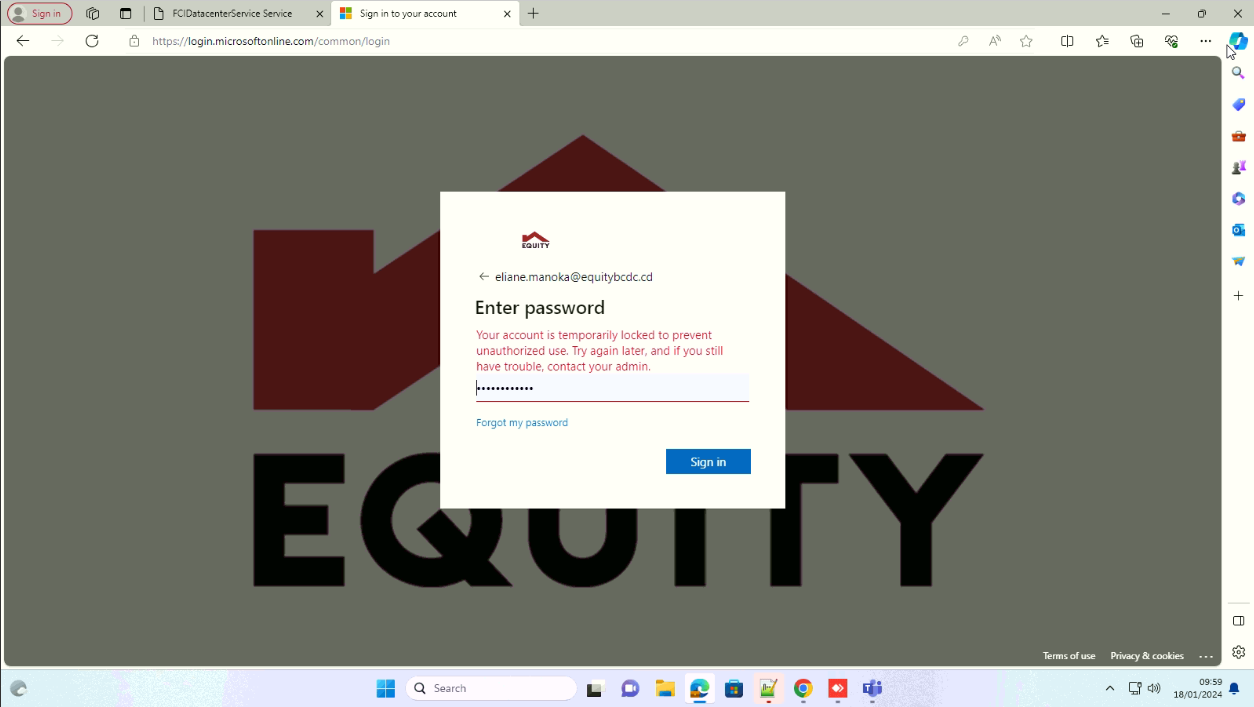 Sign in
FCIDatacenterService Service
Sign in to your account
https://login.microsoftonline.com/common/login
EQUITY
eliane.manoka@equitybcdc.cd
Enter password
Your account is temporarily locked to prevent
unauthorized use. Try again later, and if you still
have trouble, contact your admin.
••••••••••••
Forgot my password
Sign in
EQUITY
Terms of use
Privacy & cookies
...
Search
09:59
18/01/2024